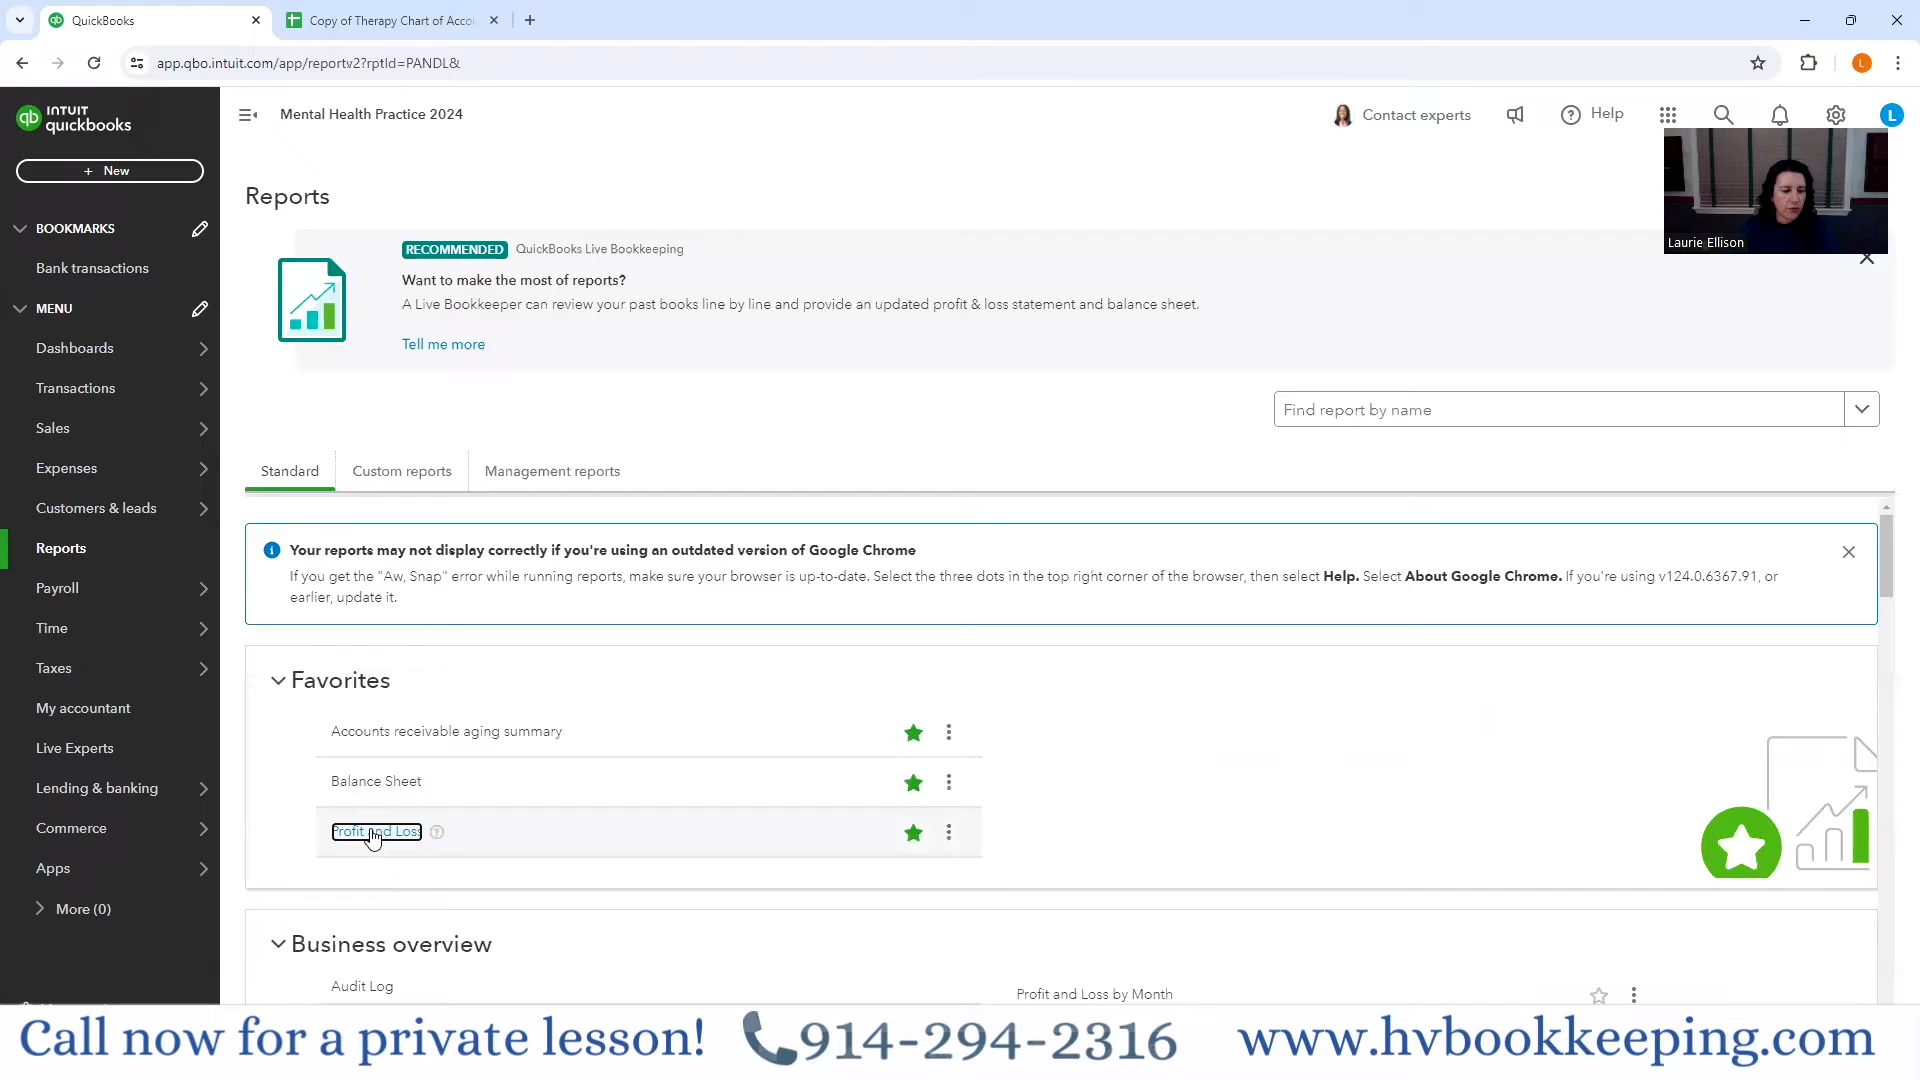 QuickBooks
Copy of Therapy Chart of Acco
app.qbo.intuit.com/app/reportv2?rptId=PANDL&
L
INTUIT
quickbooks
Mental Health Practice 2024
Contact experts
Help
L
+ New
Laurie Ellison
BOOKMARKS
Bank transactions
MENU
Dashboards
Transactions
Sales
Expenses
Customers & leads
Reports
Payroll
Time
Taxes
My accountant
Live Experts
Lending & banking
Commerce
Apps
More (0)
Reports
RECOMMENDED QuickBooks Live Bookkeeping
Want to make the most of reports?
A Live Bookkeeper can review your past books line by line and provide an updated profit & loss statement and balance sheet.
Tell me more
Find report by name
Standard
Custom reports
Management reports
Your reports may not display correctly if you're using an outdated version of Google Chrome
If you get the "Aw, Snap" error while running reports, make sure your browser is up-to-date. Select the three dots in the top right corner of the browser, then select Help. Select About Google Chrome. If you're using v124.0.6367.91, or
earlier, update it.
Favorites
Accounts receivable aging summary
Balance Sheet
Profit and Loss
Business overview
Audit Log
Profit and Loss by Month
Call now for a private lesson! 914-294-2316 www.hvbookkeeping.com